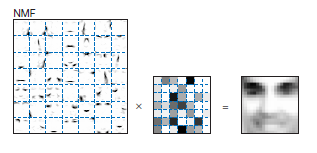 NMF
× =